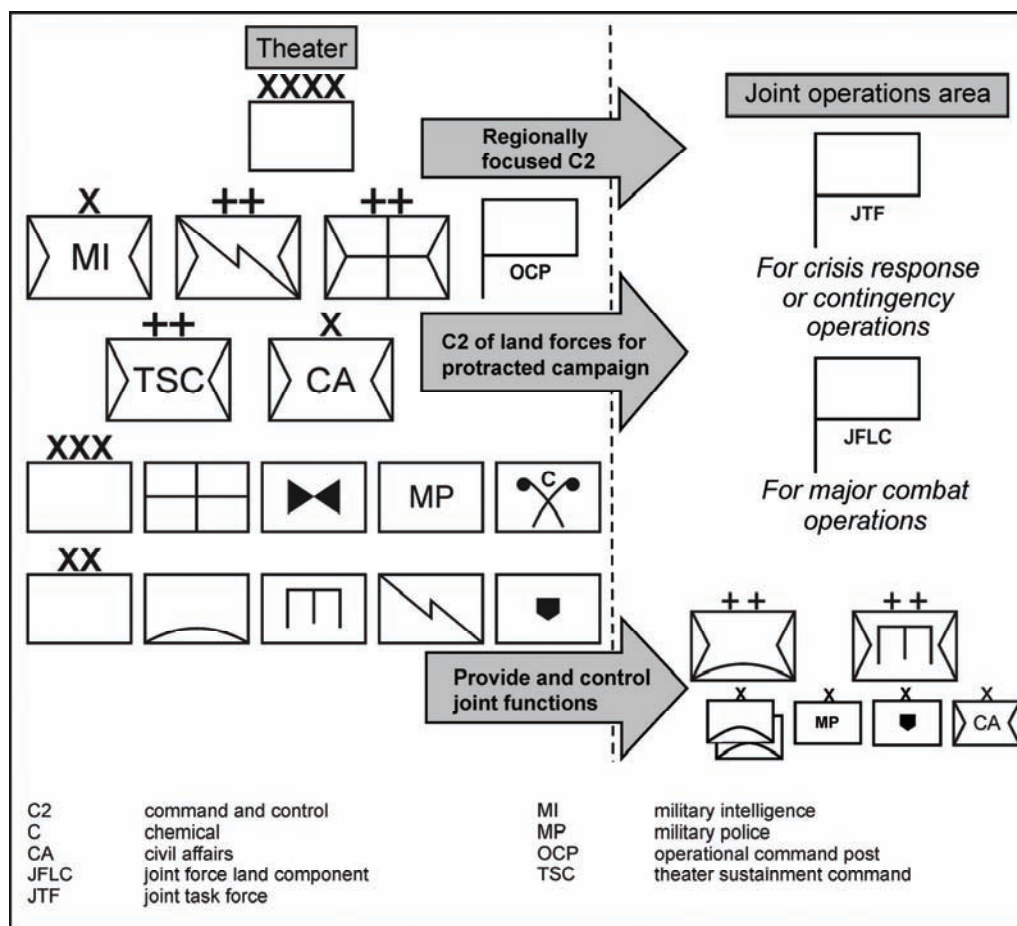 Theater
XXXX
Joint operations area
Regionally
focused C2
JTF
For crisis response
or contingency
operations
X
++
++
MI
OCP
++
X
TSC
CA
C2 of land forces for
protracted campaign
JFLC
For major combat
operations
XXX
MP
C
XX
Provide and control
joint functions
++
++
X
X
X
X
MP
CA
C2 command and control
C chemical
CA civil affairs
JFLC joint force land component
JTF joint task force
MI military intelligence
MP military police
OCP operational command post
TSC theater sustainment command